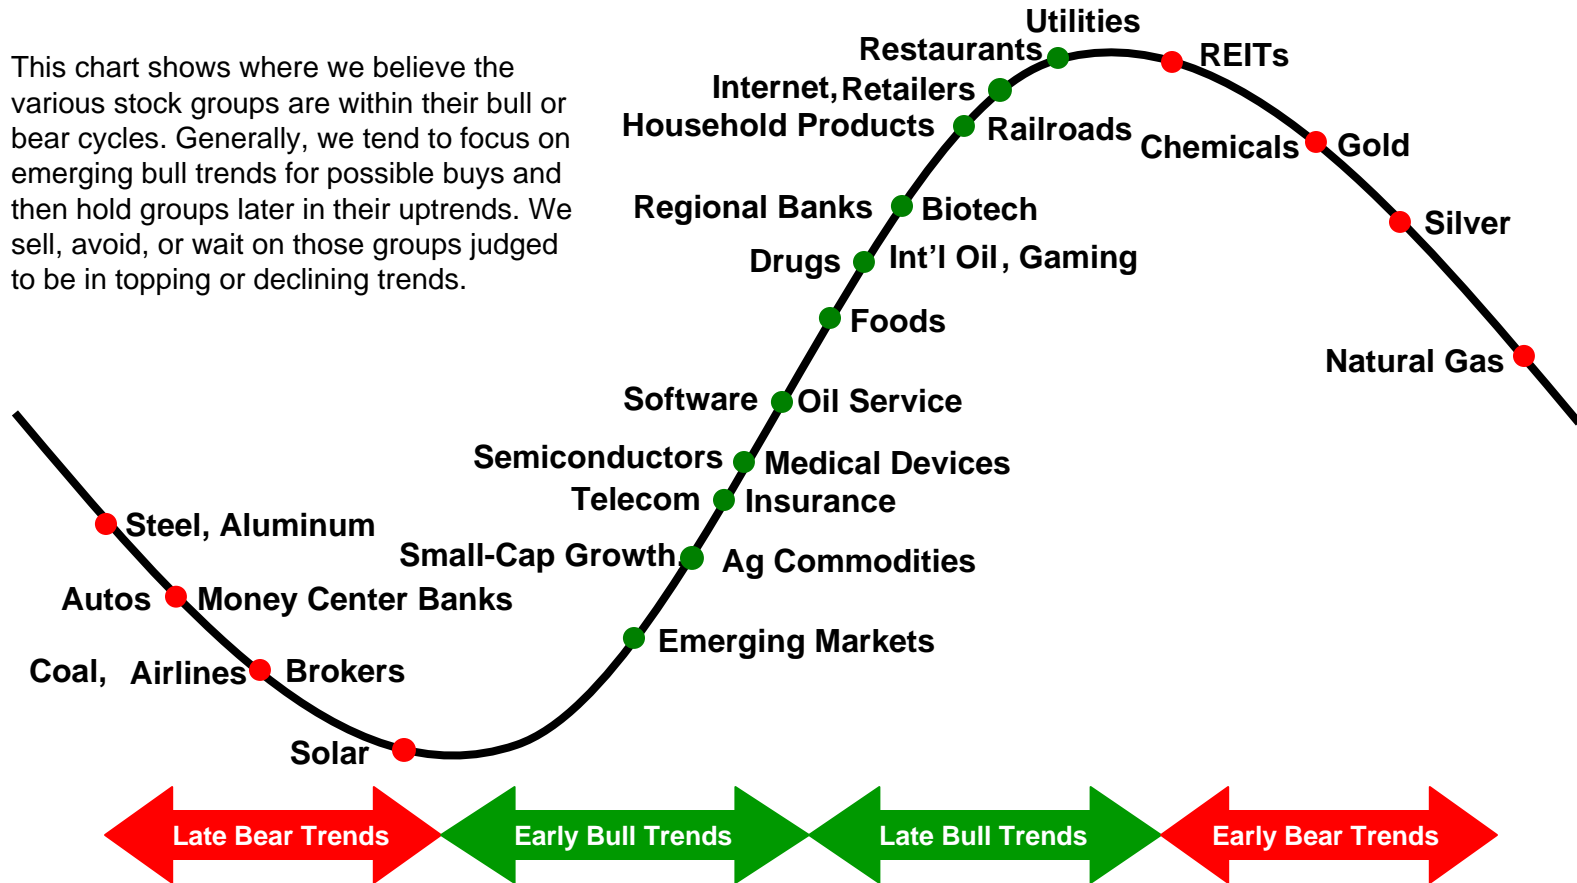 This chart shows where we believe the
various stock groups are within their bull or
bear cycles. Generally, we tend to focus on
emerging bull trends for possible buys and
then hold groups later in their uptrends. We
sell, avoid, or wait on those groups judged
to be in topping or declining trends.
Utilities
Restaurants
REITs
Internet, Retailers
Household Products
Railroads
Chemicals
Gold
Regional Banks
Biotech
Silver
Drugs
Int'l Oil, Gaming
Foods
Natural Gas
Software
Oil Service
Semiconductors
Medical Devices
Telecom
Insurance
Steel, Aluminum
Small-Cap Growth,
Ag Commodities
Autos
Money Center Banks
Emerging Markets
Coal, Airlines
Brokers
Solar
Late Bear Trends
Early Bull Trends
Late Bull Trends
Early Bear Trends